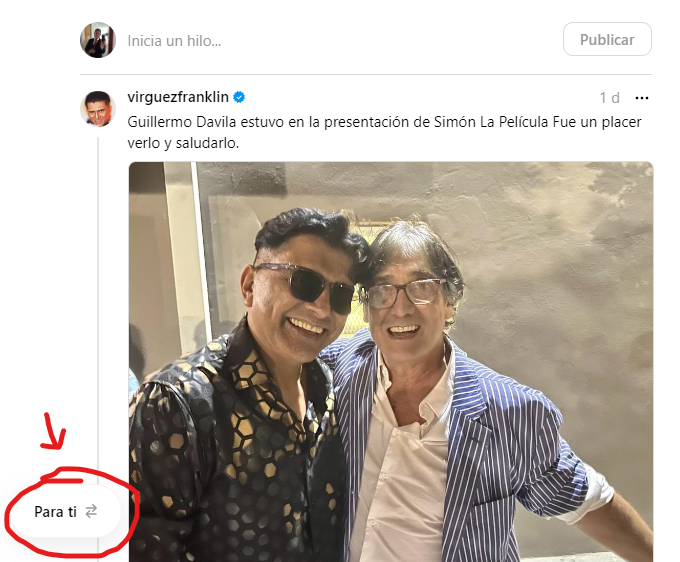 Inicia un hilo...
Publicar
virguezfranklin
1 d
Guillermo Davila estuvo en la presentación de Simón La Película Fue un placer
verlo y saludarlo.
Para ti